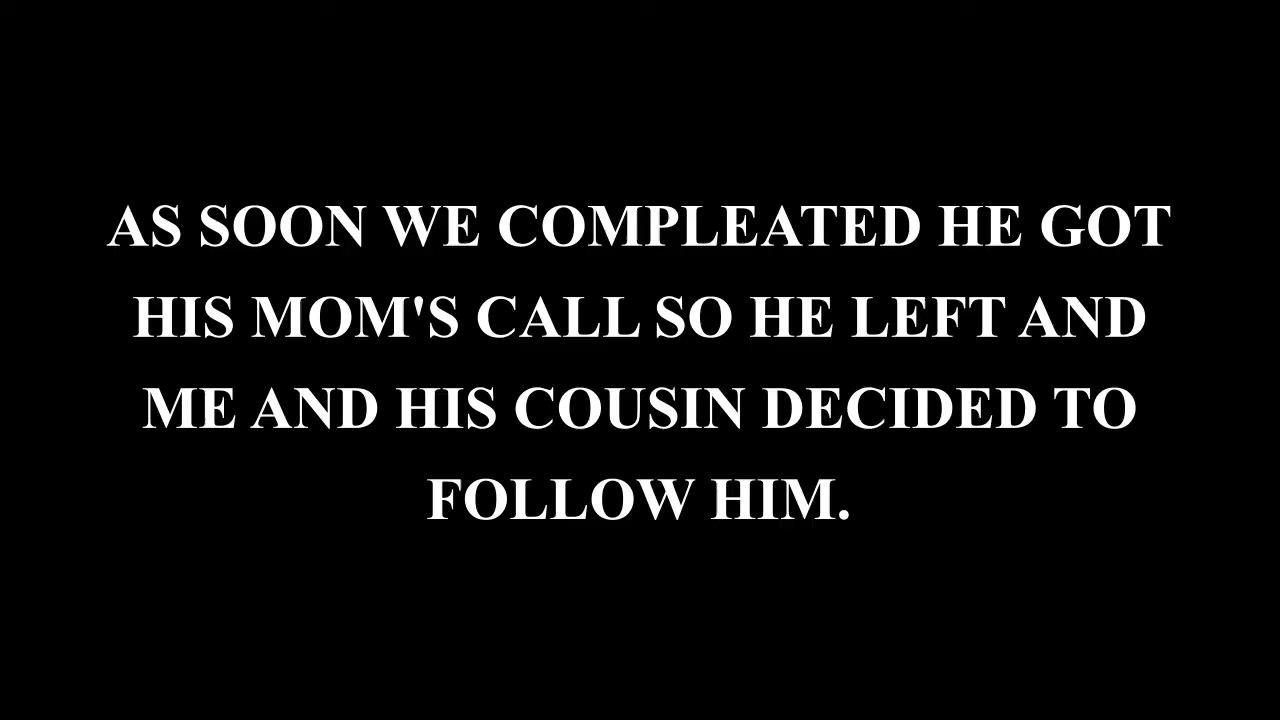 AS SOON WE COMPLEATED HE GOT
HIS MOM'S CALL SO HE LEFT AND
ME AND HIS COUSIN DECIDED TO
FOLLOW HIM.